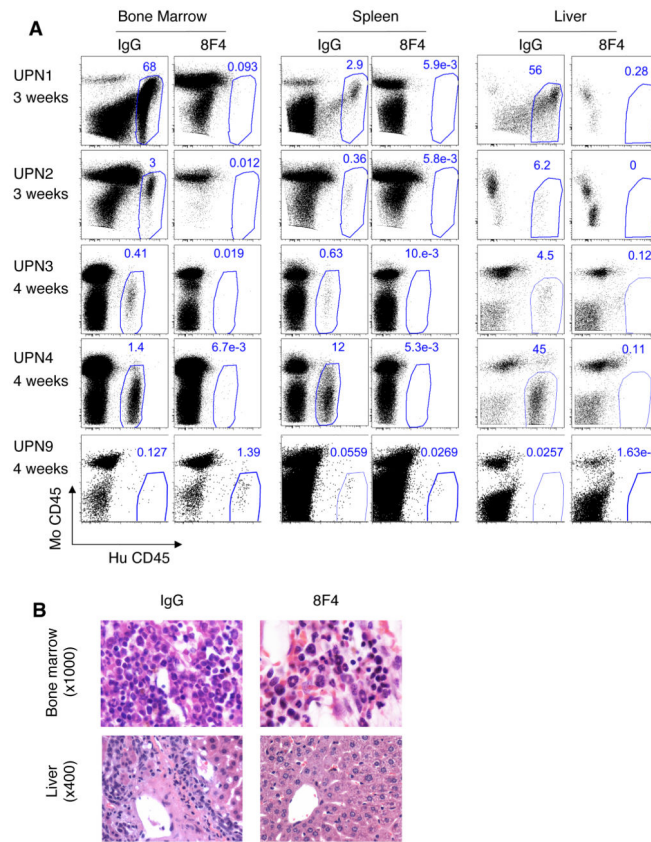 Bone Marrow Spleen Liver
A IgG 8F4 IgG 8F4 IgG 8F4
UPN1 68 0.093 2.9 5.9e-3 56 0.28
3 weeks
UPN2 3 0.012 0.36 5.8e-3 6.2 0
3 weeks
UPN3 0.41 0.019 0.63 10.e-3 4.5 0.12
4 weeks
UPN4 1.4 6.7e-3 12 5.3e-3 45 0.11
4 weeks
UPN9 0.127 1.39 0.0559 0.0269 0.0257 1.63e-
4 weeks
Mo CD45
Hu CD45
B IgG 8F4
Bone marrow
(x1000)
Liver
(x400)